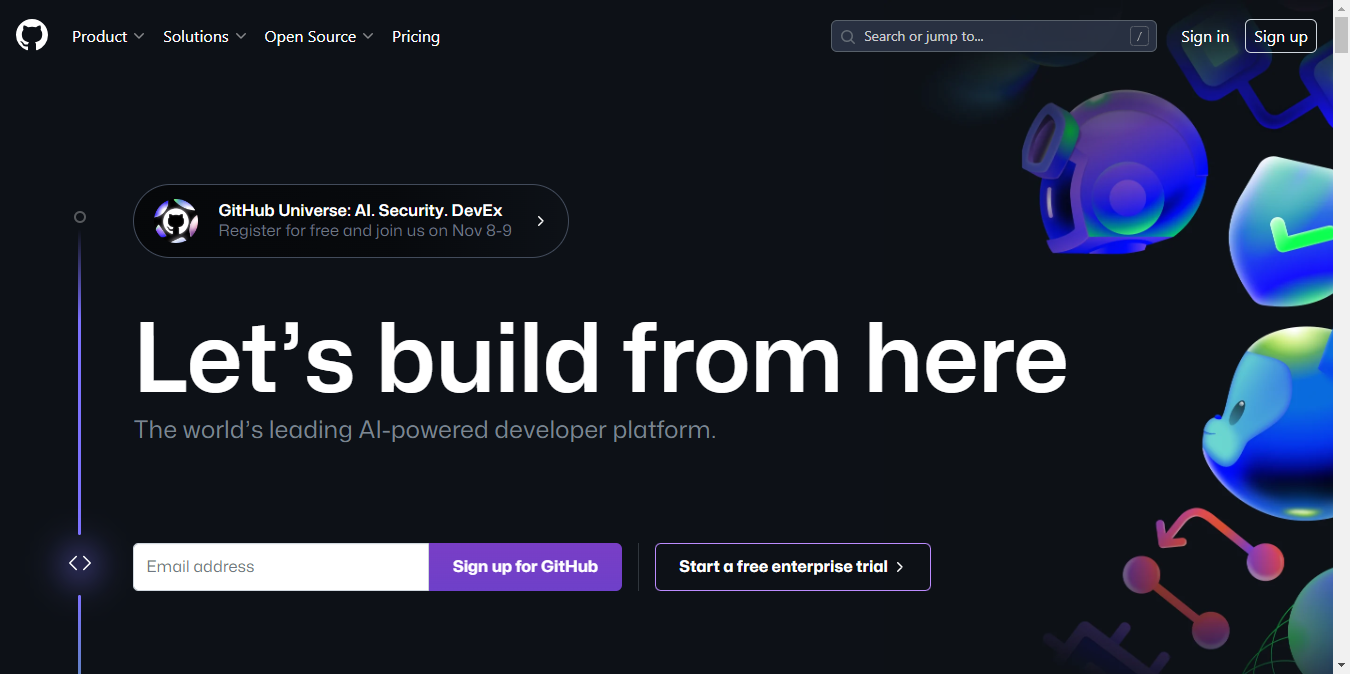 Product Solutions Open Source Pricing Search or jump to... / Sign in Sign up
GitHub Universe: AI. Security. DevEx
Register for free and join us on Nov 8-9
Let’s build from here
The world’s leading AI-powered developer platform.
Email address Sign up for GitHub Start a free enterprise trial